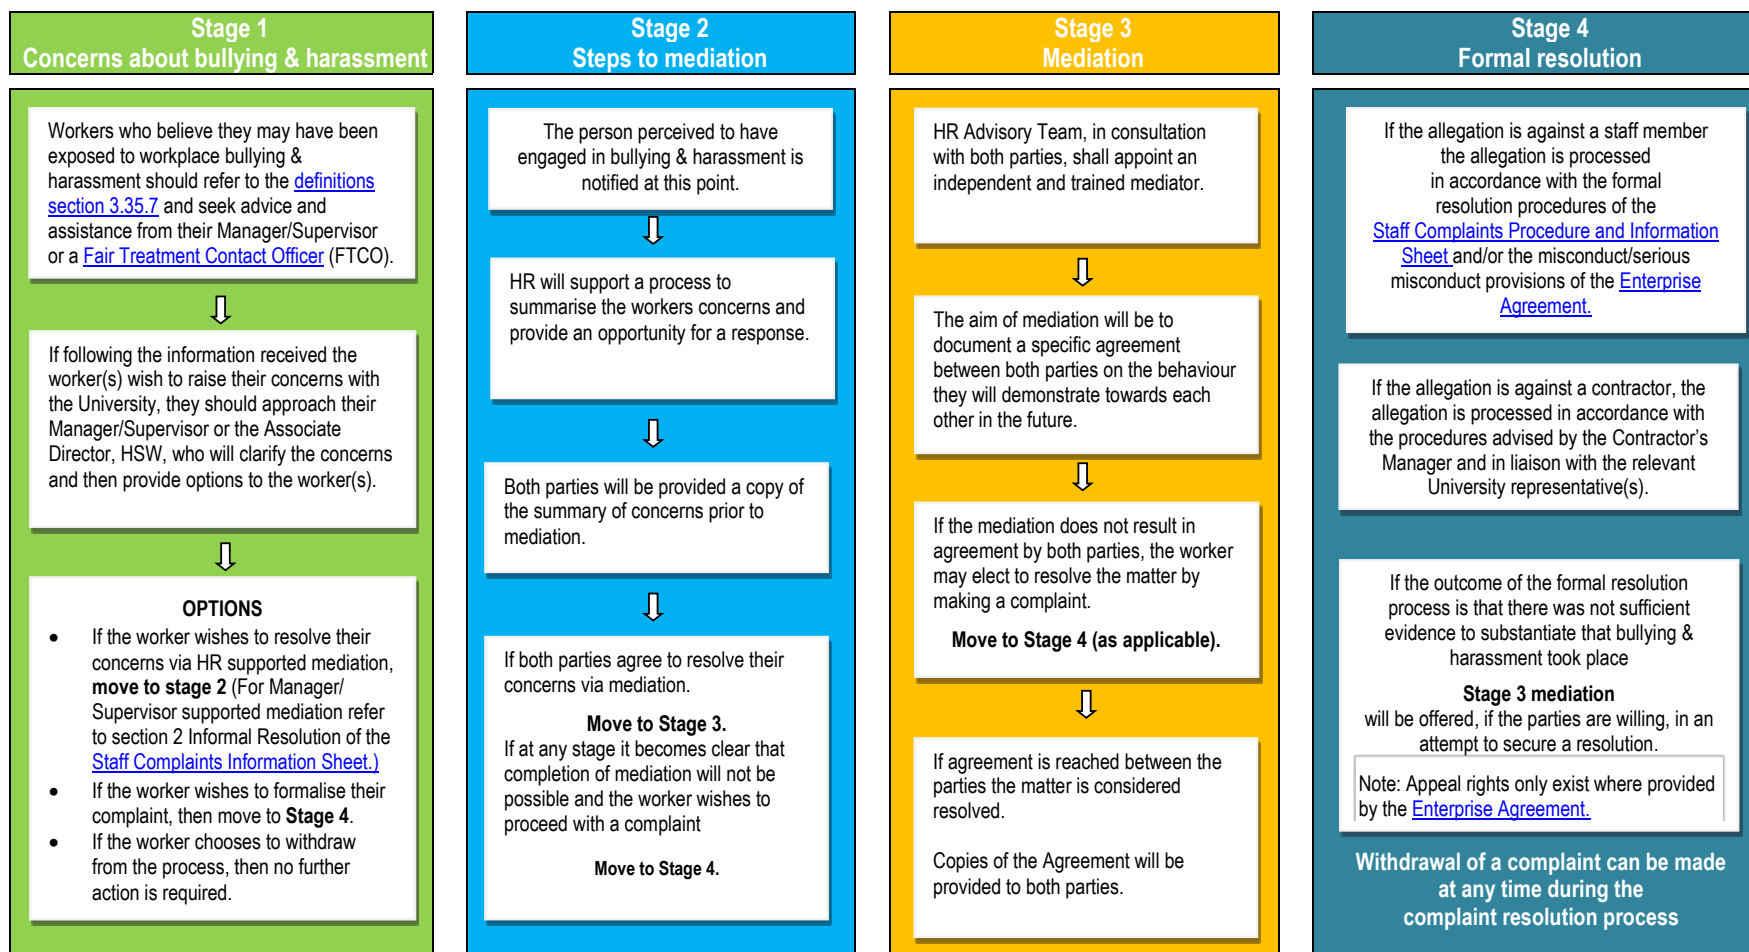 Stage 1
Concerns about bullying & harassment
Workers who believe they may have been
exposed to workplace bullying &
harassment should refer to the definitions
section 3.35.7 and seek advice and
assistance from their Manager/Supervisor
or a Fair Treatment Contact Officer (FTCO).
If following the information received the
worker(s) wish to raise their concerns with
the University, they should approach their
Manager/Supervisor or the Associate
Director, HSW, who will clarify the concerns
and then provide options to the worker(s).
OPTIONS
• If the worker wishes to resolve their
concerns via HR supported mediation,
move to stage 2 (For Manager/
Supervisor supported mediation refer
to section 2 Informal Resolution of the
Staff Complaints Information Sheet.)
• If the worker wishes to formalise their
complaint, then move to Stage 4.
• If the worker chooses to withdraw
from the process, then no further
action is required.
Stage 2
Steps to mediation
The person perceived to have
engaged in bullying & harassment is
notified at this point.
HR will support a process to
summarise the workers concerns and
provide an opportunity for a response.
Both parties will be provided a copy of
the summary of concerns prior to
mediation.
If both parties agree to resolve their
concerns via mediation.
Move to Stage 3.
If at any stage it becomes clear that
completion of mediation will not be
possible and the worker wishes to
proceed with a complaint
Move to Stage 4.
Stage 3
Mediation
HR Advisory Team, in consultation
with both parties, shall appoint an
independent and trained mediator.
The aim of mediation will be to
document a specific agreement
between both parties on the behaviour
they will demonstrate towards each
other in the future.
If the mediation does not result in
agreement by both parties, the worker
may elect to resolve the matter by
making a complaint.
Move to Stage 4 (as applicable).
If agreement is reached between the
parties the matter is considered
resolved.
Copies of the Agreement will be
provided to both parties.
Stage 4
Formal resolution
If the allegation is against a staff member
the allegation is processed
in accordance with the formal
resolution procedures of the
Staff Complaints Procedure and Information
Sheet and/or the misconduct/serious
misconduct provisions of the Enterprise
Agreement.
If the allegation is against a contractor, the
allegation is processed in accordance with
the procedures advised by the Contractor's
Manager and in liaison with the relevant
University representative(s).
If the outcome of the formal resolution
process is that there was not sufficient
evidence to substantiate that bullying &
harassment took place
Stage 3 mediation
will be offered, if the parties are willing, in an
attempt to secure a resolution.
Note: Appeal rights only exist where provided
by the Enterprise Agreement.
Withdrawal of a complaint can be made
at any time during the
complaint resolution process